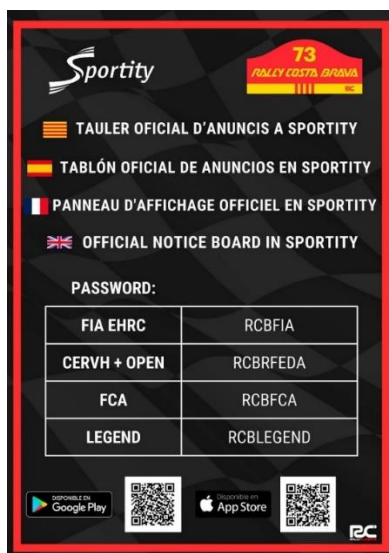 Sportity
73
RALLY COSTA BRAVA
RC
TAULER OFICIAL D'ANUNCIS A SPORTITY
TABLÓN OFICIAL DE ANUNCIOS EN SPORTITY
PANNEAU D'AFFICHAGE OFFICIEL EN SPORTITY
OFFICIAL NOTICE BOARD IN SPORTITY
PASSWORD:
FIA EHRC RCBFIA
CERVH + OPEN RCBRFEDA
FCA RCBFCA
LEGEND RCBLEGEND
DISPONIBLE EN
Google Play
Disponible en
App Store
RC